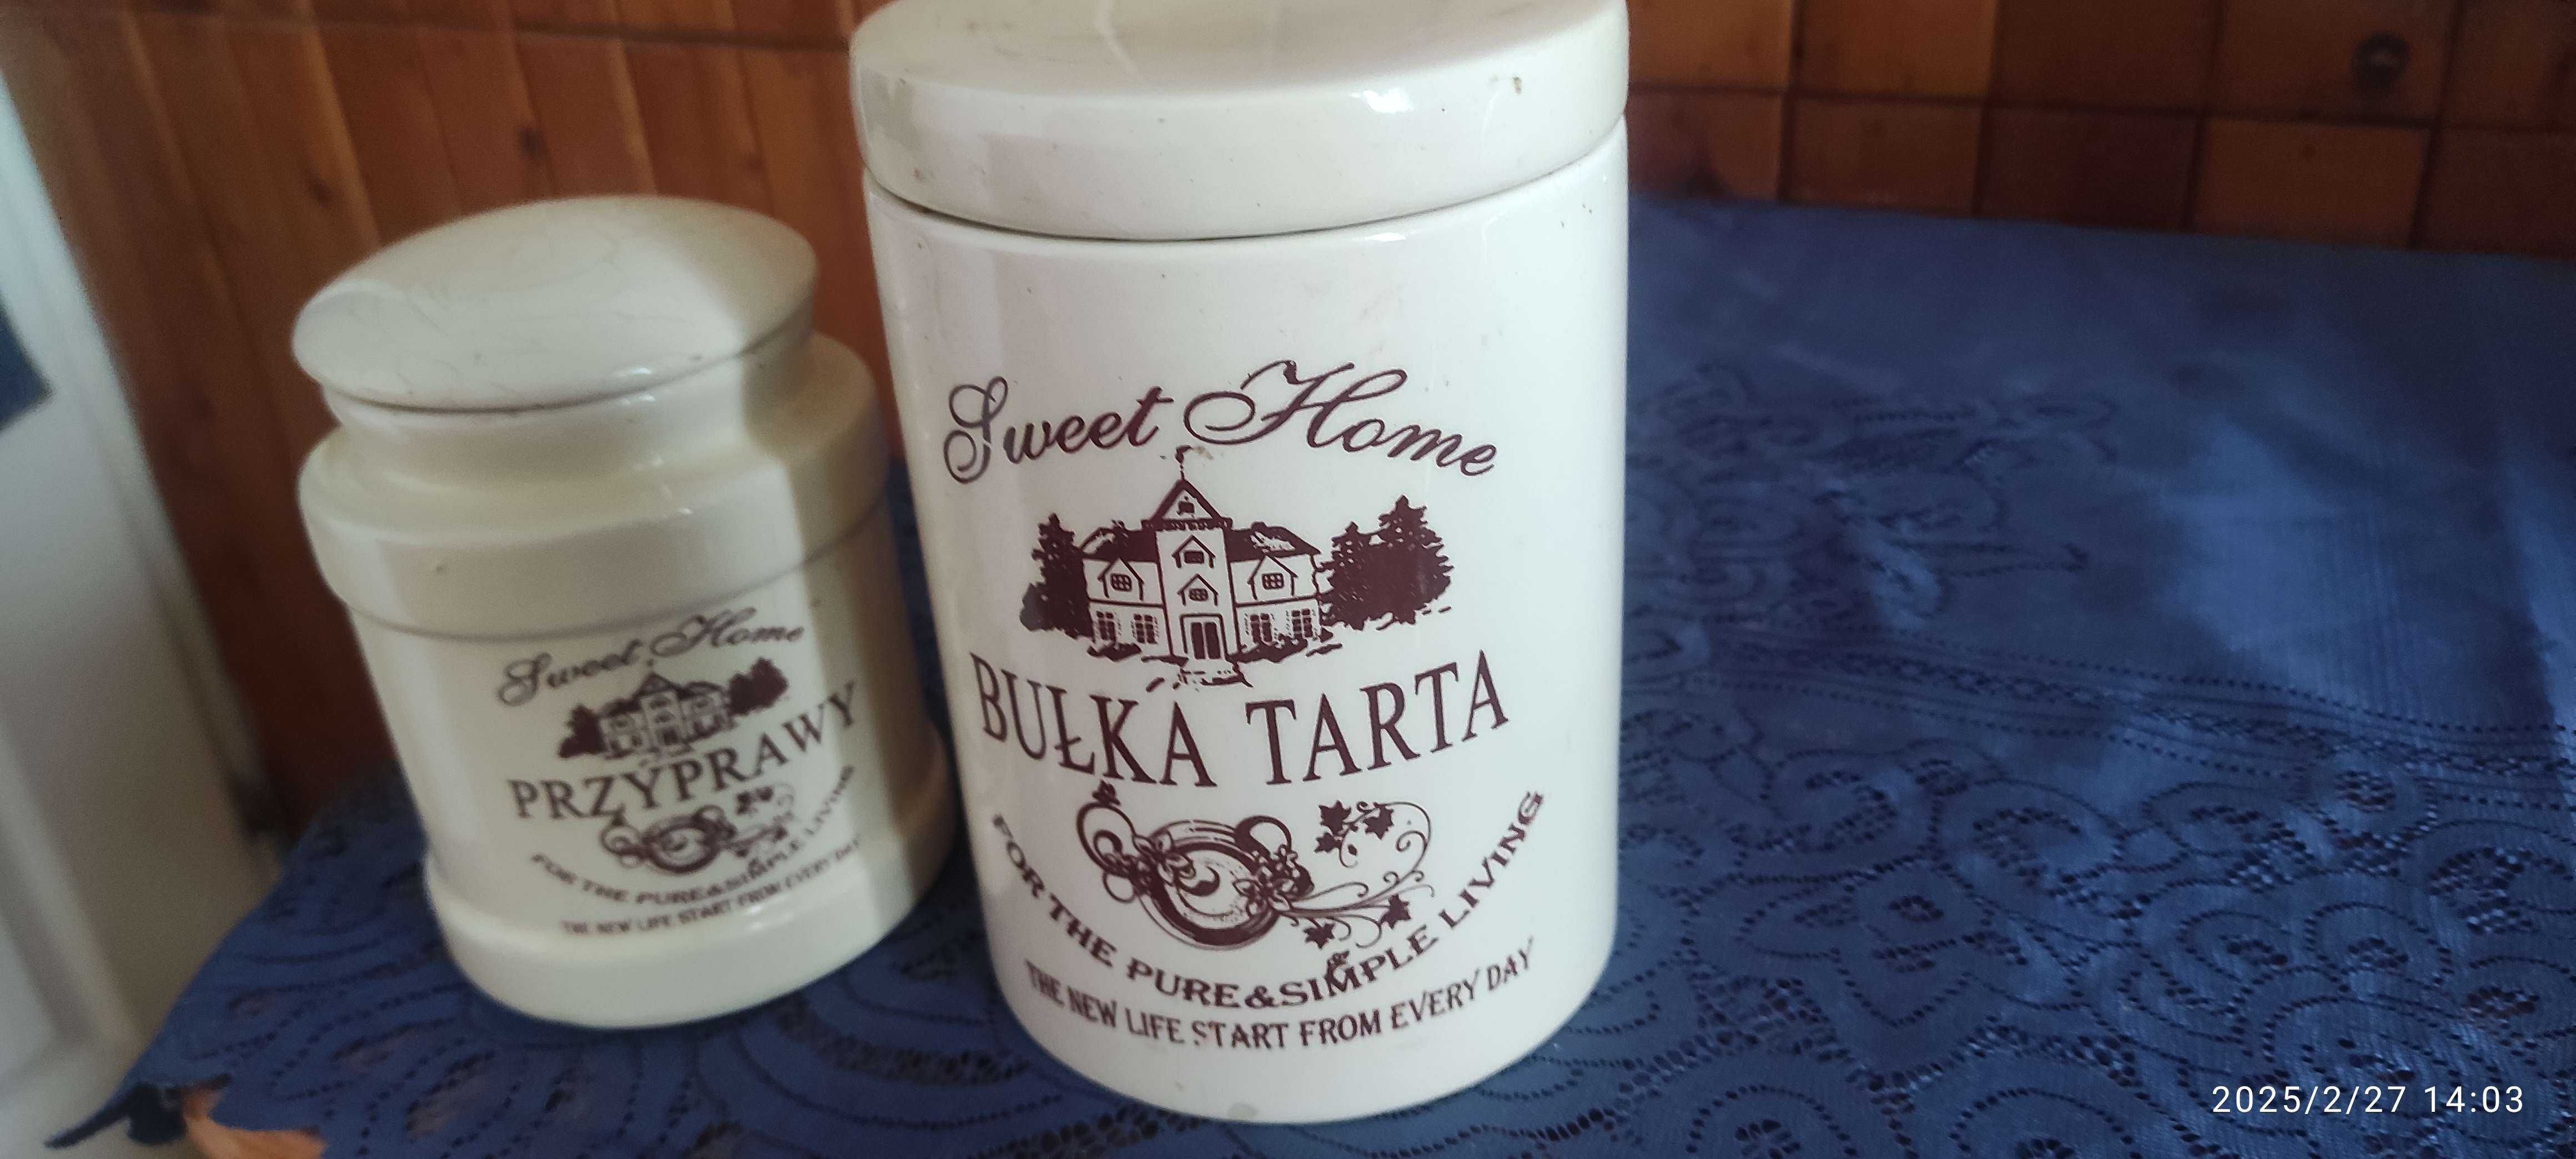 Sweet Home
PRZYPRAWY
FOR THE PURE&SIMPLE LIVING
THE NEW LIFE START FROM EVERY DAY
Sweet Home
BUŁKA TARTA
FOR THE PURE&SIMPLE LIVING
THE NEW LIFE START FROM EVERY DAY
2025/2/27 14:03